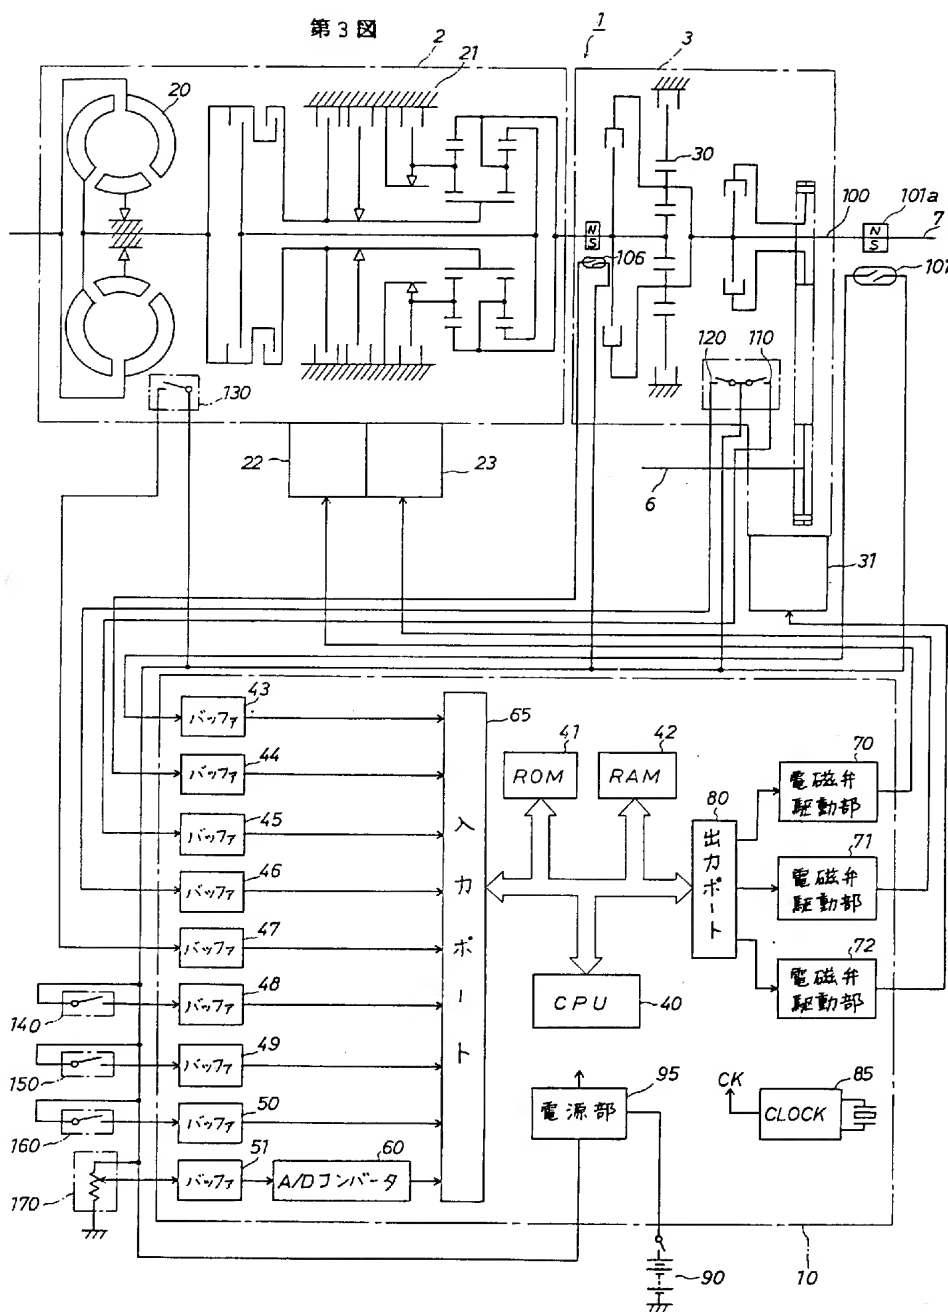 第3図
1
2
3
21
20
30
100
101a
7
N
S
N
S
106
101
120
110
130
22
23
6
31
43
バッファ
65
44
バッファ
41
ROM
42
RAM
70
電磁弁
駆動部
45
バッファ
80
出力ポート
入力ポート
71
電磁弁
駆動部
46
バッファ
47
バッファ
72
電磁弁
駆動部
48
バッファ
140
CPU
40
49
バッファ
150
95
電源部
CK
85
CLOCK
50
バッファ
160
51
バッファ
60
A/Dコンバータ
170
10
90